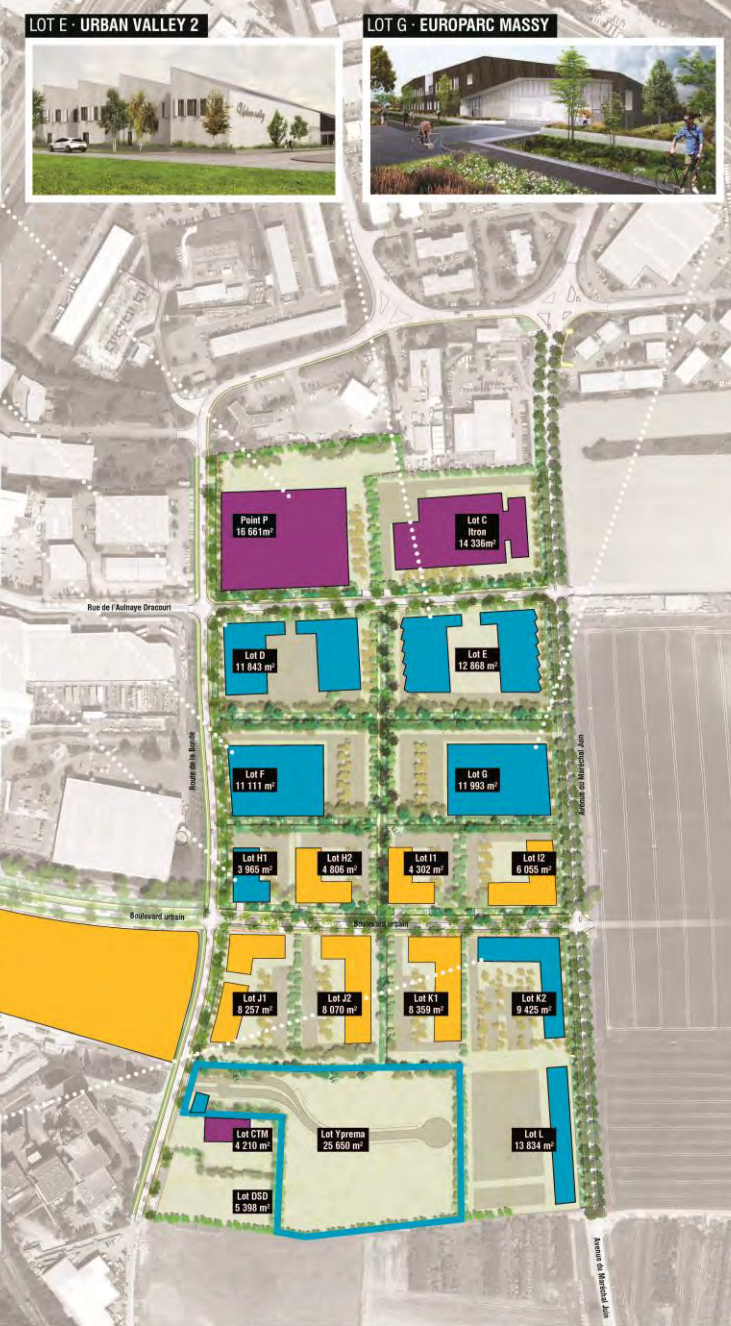 LOT E · URBAN VALLEY 2
LOT G · EUROPARC MASSY
Point P
16 661m²
Lot C
Itron
14 336m²
Rue de l'Aulnaye Dracourt
Lot D
11 843 m²
Lot E
12 868 m²
Route de la Bonde
Avenue du Maréchal Juin
Lot F
11 111 m²
Lot G
11 993 m²
Lot H1
3 965 m²
Lot H2
4 806 m²
Lot I1
4 302 m²
Lot I2
6 055 m²
Boulevard urbain
Boulevard urbain
Lot J1
8 257 m²
Lot J2
8 070 m²
Lot K1
8 359 m²
Lot K2
9 425 m²
Lot CTM
4 210 m²
Lot Yprema
25 650 m²
Lot L
13 834 m²
Lot DSD
5 398 m²
Avenue du Maréchal Juin